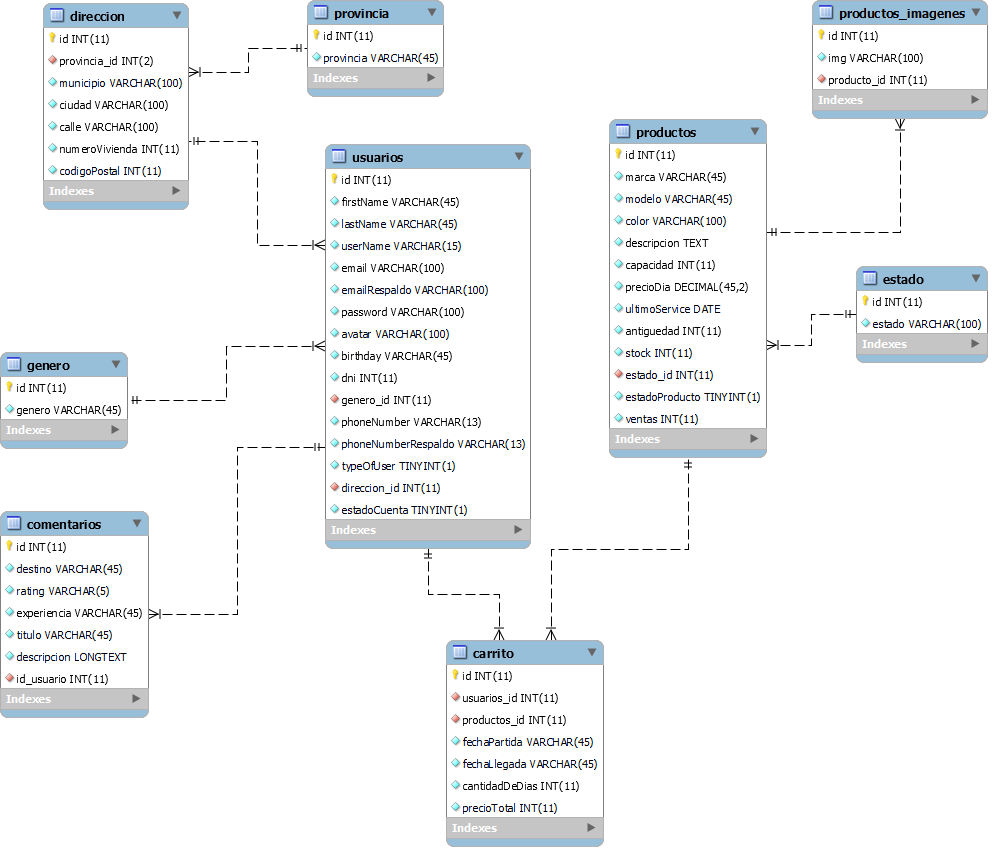 direccion
id INT(11)
provincia_id INT(2)
municipio VARCHAR(100)
ciudad VARCHAR(100)
calle VARCHAR(100)
numeroVivienda INT(11)
codigoPostal INT(11)
Indexes
provincia
id INT(11)
provincia VARCHAR(45)
Indexes
productos_imagenes
id INT(11)
img VARCHAR(100)
producto_id INT(11)
Indexes
usuarios
id INT(11)
firstName VARCHAR(45)
lastName VARCHAR(45)
userName VARCHAR(15)
email VARCHAR(100)
emailRespaldo VARCHAR(100)
password VARCHAR(100)
avatar VARCHAR(100)
birthday VARCHAR(45)
dni INT(11)
genero_id INT(11)
phoneNumber VARCHAR(13)
phoneNumberRespaldo VARCHAR(13)
typeOfUser TINYINT(1)
direccion_id INT(11)
estadoCuenta TINYINT(1)
Indexes
productos
id INT(11)
marca VARCHAR(45)
modelo VARCHAR(45)
color VARCHAR(100)
descripcion TEXT
capacidad INT(11)
precioDia DECIMAL(45,2)
ultimoService DATE
antiguedad INT(11)
stock INT(11)
estado_id INT(11)
estadoProducto TINYINT(1)
ventas INT(11)
Indexes
estado
id INT(11)
estado VARCHAR(100)
Indexes
genero
id INT(11)
genero VARCHAR(45)
Indexes
comentarios
id INT(11)
destino VARCHAR(45)
rating VARCHAR(5)
experiencia VARCHAR(45)
titulo VARCHAR(45)
descripcion LONGTEXT
id_usuario INT(11)
Indexes
carrito
id INT(11)
usuarios_id INT(11)
productos_id INT(11)
fechaPartida VARCHAR(45)
fechaLlegada VARCHAR(45)
cantidadDeDias INT(11)
precioTotal INT(11)
Indexes